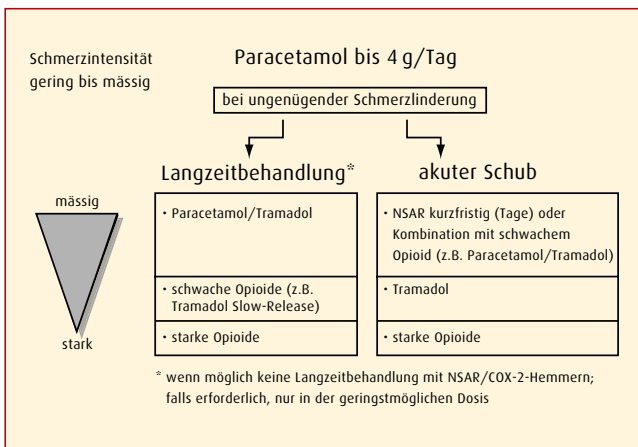 Schmerzintensität
gering bis mässig
Paracetamol bis 4 g/Tag
bei ungenügender Schmerzlinderung
Langzeitbehandlung*
akuter Schub
mässig
stark
· Paracetamol/Tramadol
· schwache Opioide (z.B.
Tramadol Slow-Release)
· starke Opioide
· NSAR kurzfristig (Tage) oder
Kombination mit schwachem
Opioid (z.B. Paracetamol/Tramadol)
· Tramadol
· starke Opioide
* wenn möglich keine Langzeitbehandlung mit NSAR/COX-2-Hemmern;
falls erforderlich, nur in der geringstmöglichen Dosis